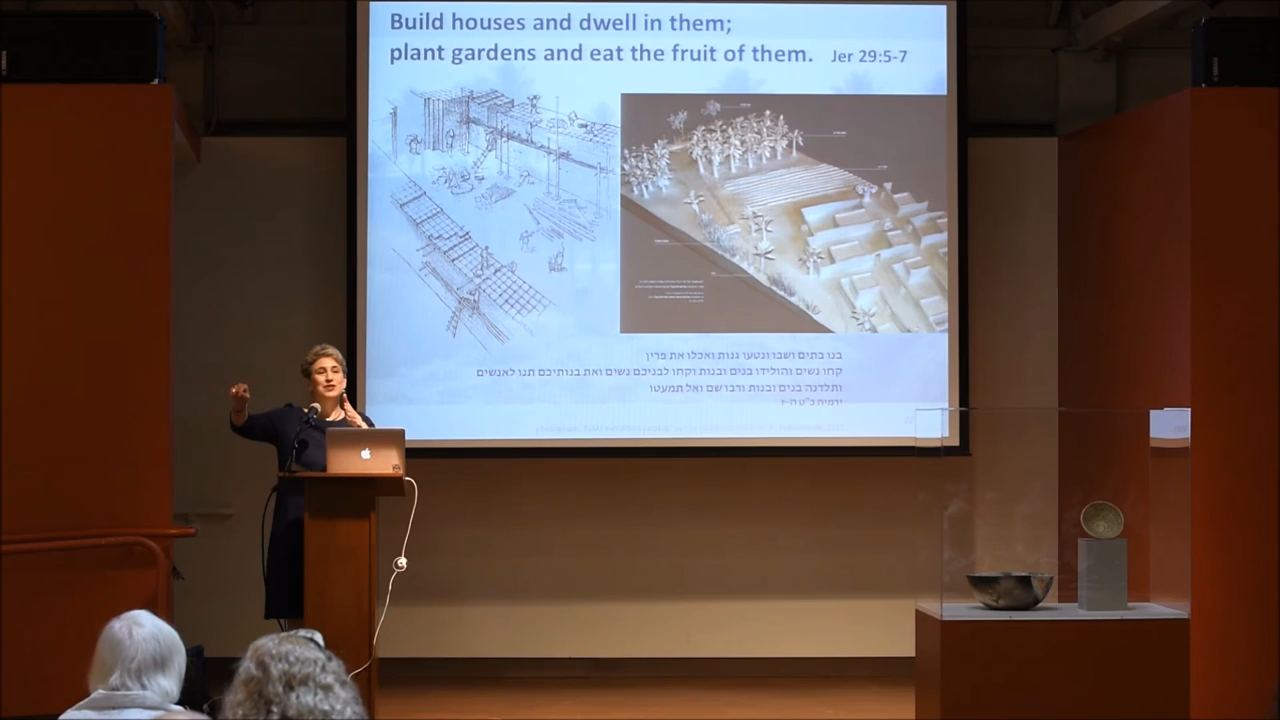 Build houses and dwell in them;
plant gardens and eat the fruit of them. Jer 29:5-7
בנו בתים ושבו ונטעו גנות ואכלו את פרין
קחו נשים והולידו בנים ובנות וקחו לבניכם נשים ואת בנותיכם תנו לאנשים
ותלדנה בנים ובנות ורבו שם ואל תמעטו
ירמיה כ"ט ה-ז